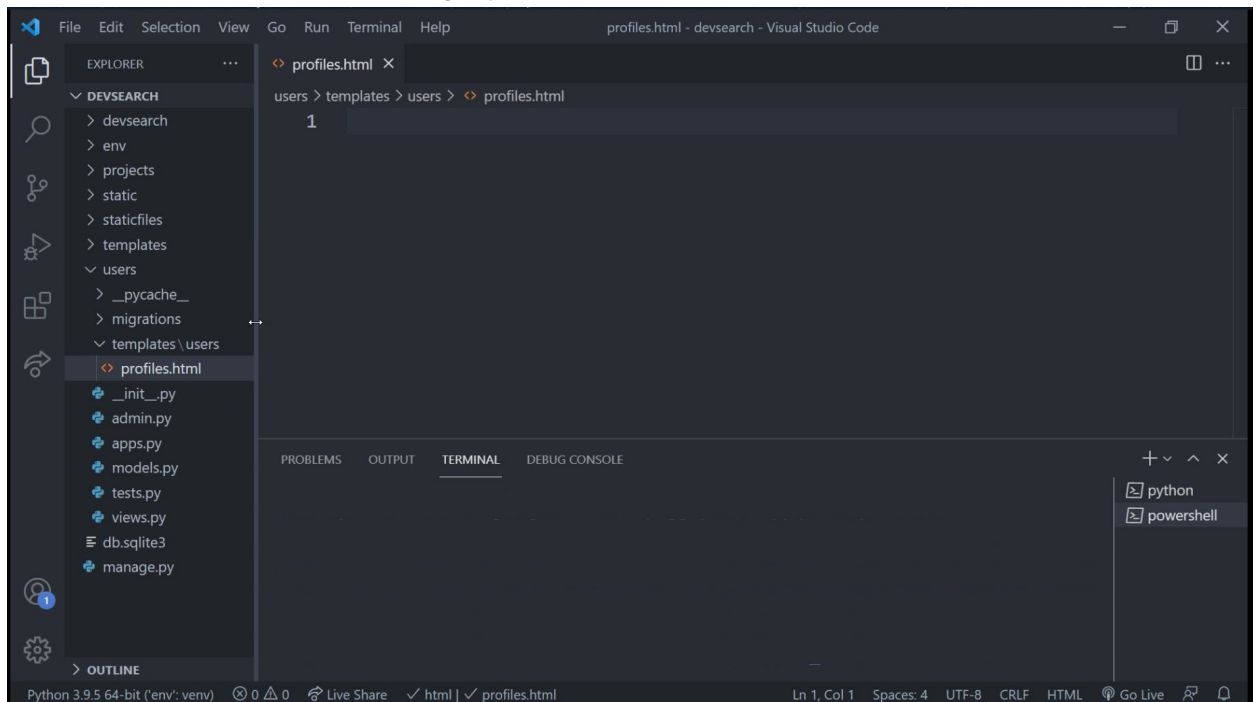 File Edit Selection View Go Run Terminal Help profiles.html - devsearch - Visual Studio Code
EXPLORER
profiles.html
DEVSEARCH
users > templates > users > profiles.html
1
devsearch
env
projects
static
staticfiles
templates
users
__pycache__
migrations
templates\users
profiles.html
__init__.py
admin.py
apps.py
models.py
tests.py
views.py
db.sqlite3
manage.py
OUTLINE
PROBLEMS OUTPUT TERMINAL DEBUG CONSOLE
python
powershell
1
Python 3.9.5 64-bit ('env': venv) 0 0 Live Share html | profiles.html Ln 1, Col 1 Spaces: 4 UTF-8 CRLF HTML Go Live